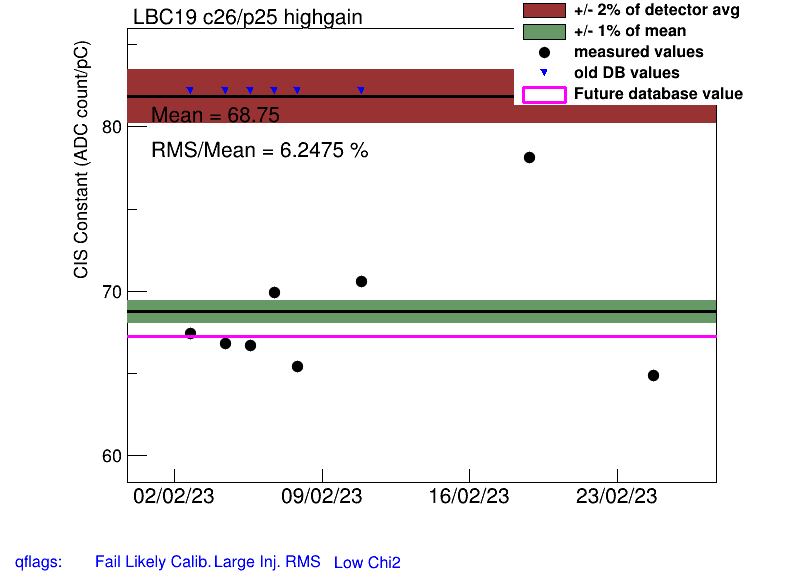 LBC19 c26/p25 highgain
+/- 2% of detector avg
+/- 1% of mean
measured values
old DB values
Future database value
Mean = 68.75
RMS/Mean = 6.2475 %
CIS Constant (ADC count/pC)
80
70
60
02/02/23 09/02/23 16/02/23 23/02/23
qflags: Fail Likely Calib. Large Inj. RMS Low Chi2